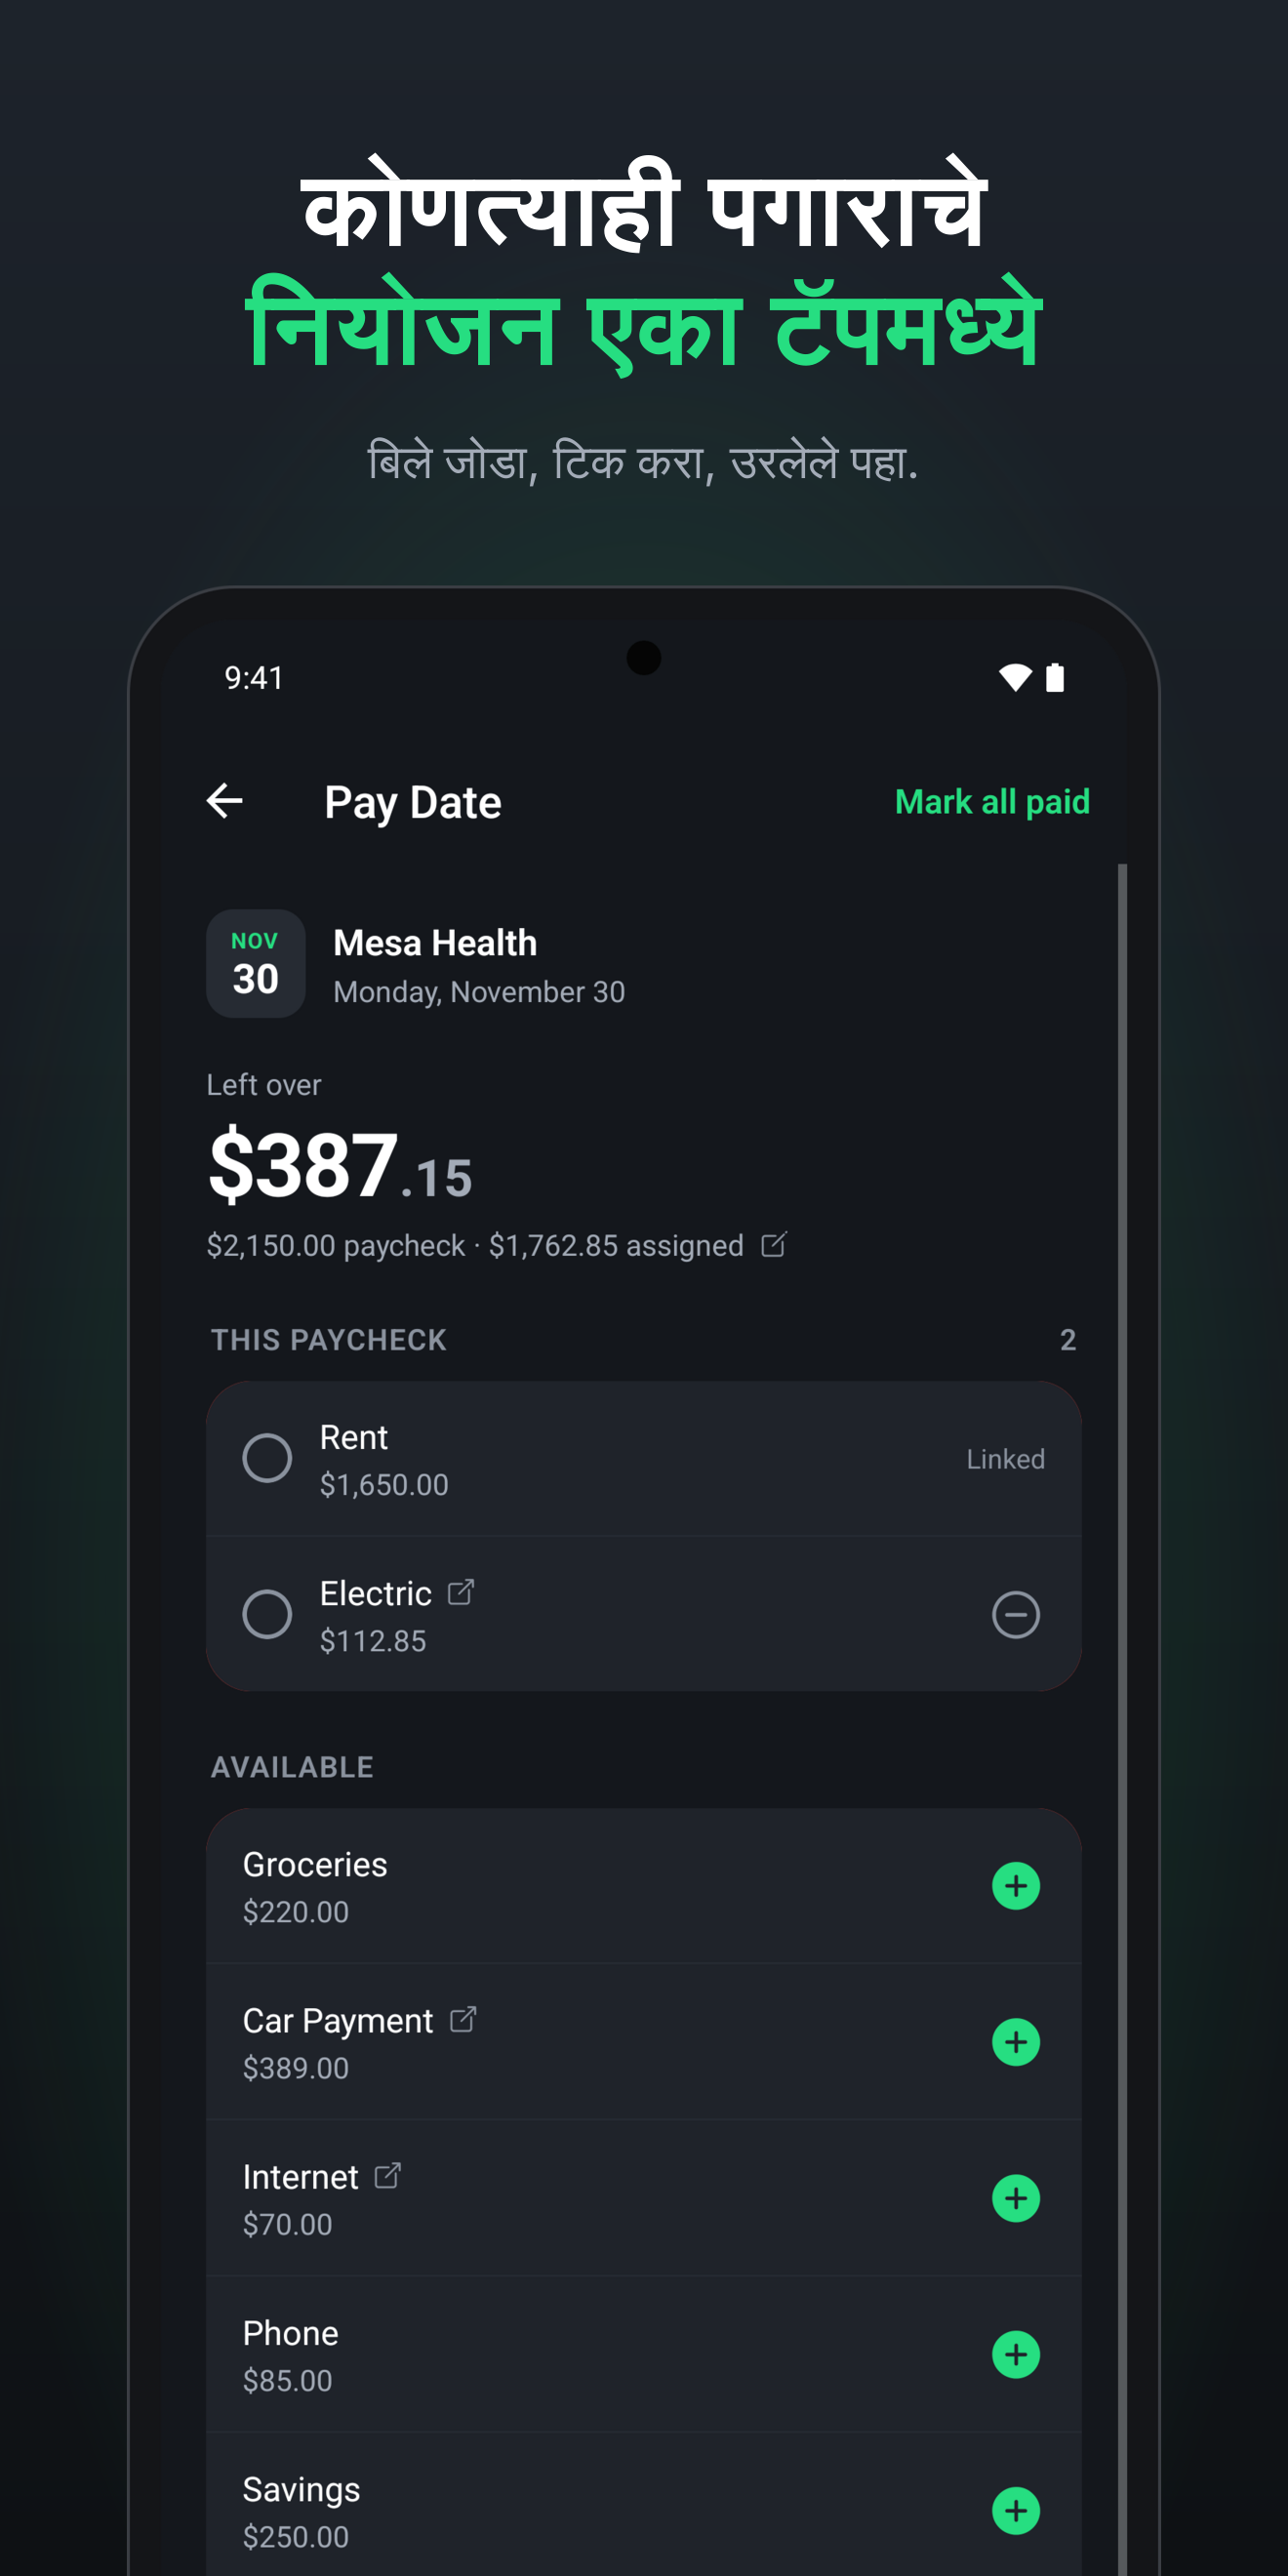 कोणत्याही पगाराचे
नियोजन एका टॅपमध्ये
बिले जोडा, टिक करा, उरलेले पहा.
9:41
Pay Date
Mark all paid
NOV
30
Mesa Health
Monday, November 30
Left over
$387.15
$2,150.00 paycheck · $1,762.85 assigned
THIS PAYCHECK
2
Rent
$1,650.00
Linked
Electric
$112.85
AVAILABLE
Groceries
$220.00
Car Payment
$389.00
Internet
$70.00
Phone
$85.00
Savings
$250.00